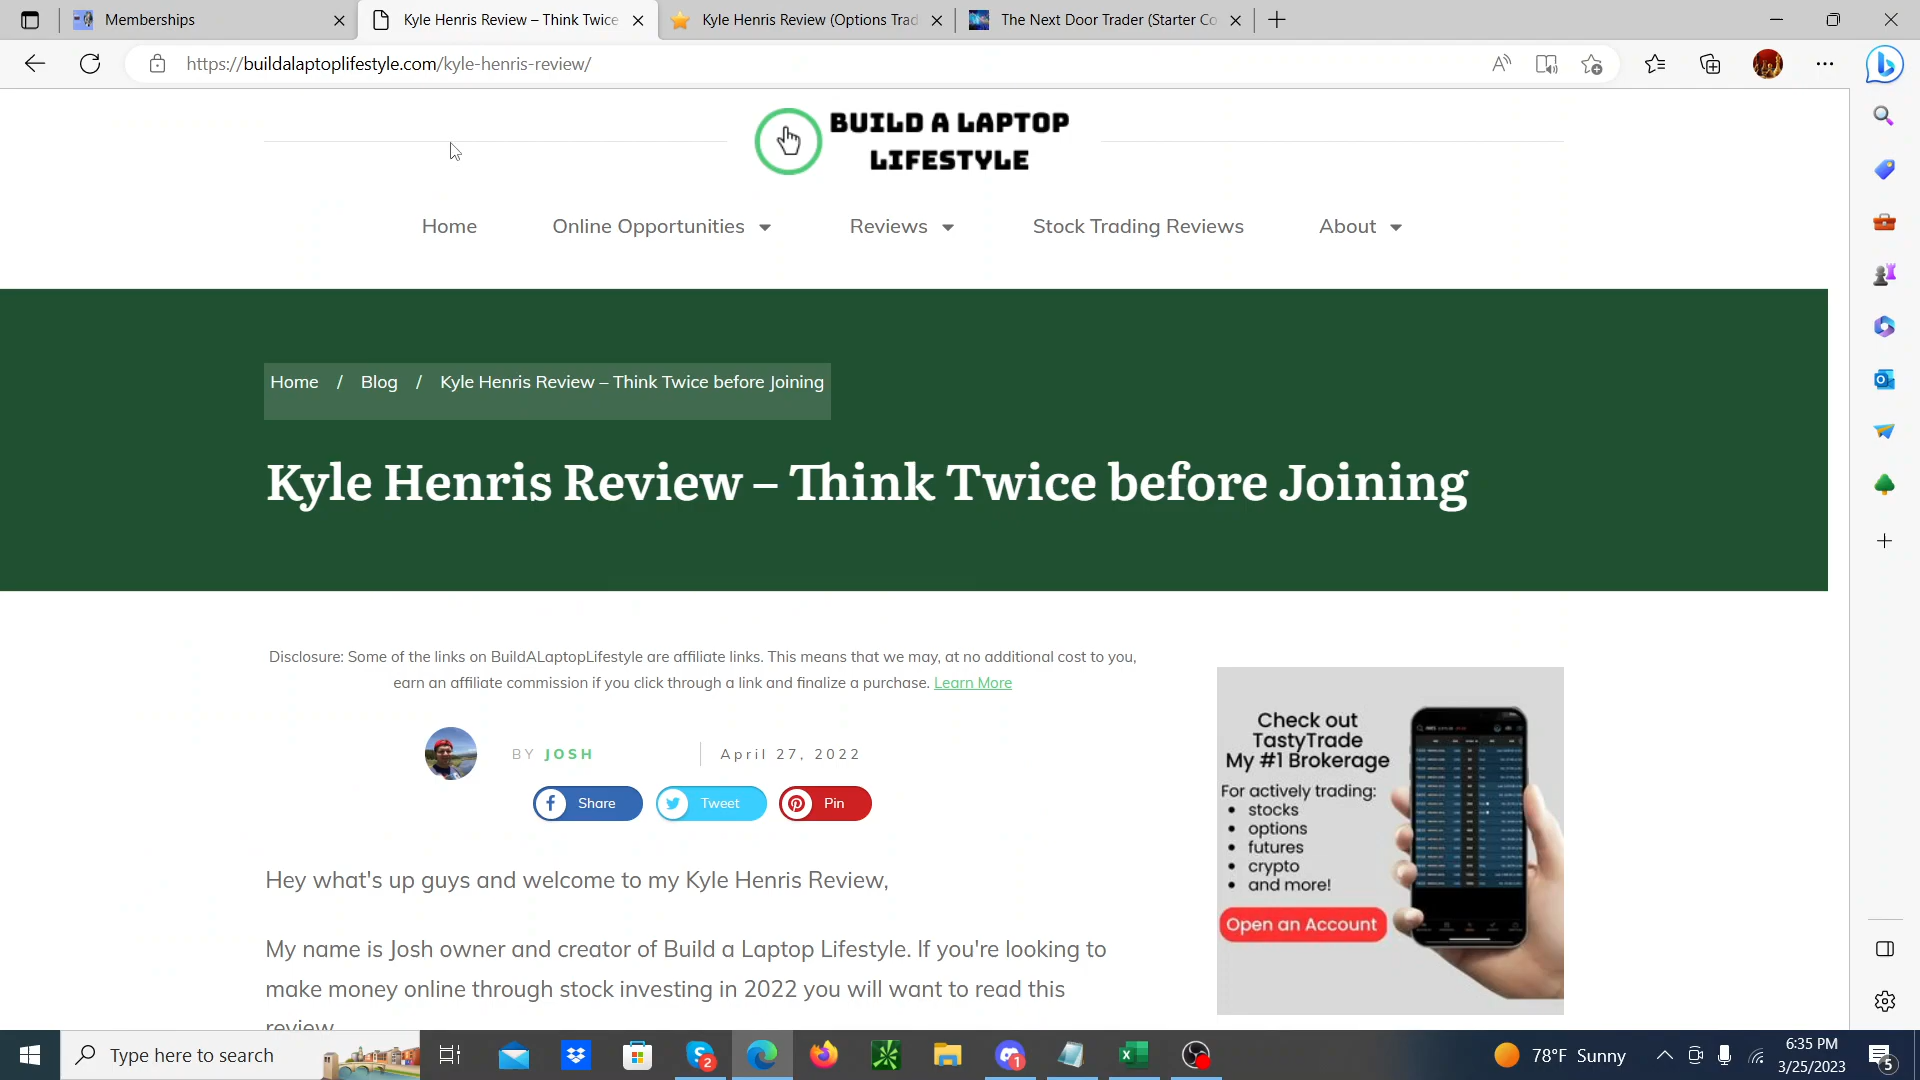 Memberships
Kyle Henris Review – Think Twice
Kyle Henris Review (Options Trad
The Next Door Trader (Starter Co
https://buildalaptoplifestyle.com/kyle-henris-review/
BUILD A LAPTOP
LIFESTYLE
Home
Online Opportunities
Reviews
Stock Trading Reviews
About
Home / Blog / Kyle Henris Review – Think Twice before Joining
Kyle Henris Review – Think Twice before Joining
Disclosure: Some of the links on BuildALaptopLifestyle are affiliate links. This means that we may, at no additional cost to you,
earn an affiliate commission if you click through a link and finalize a purchase. Learn More
BY JOSH
April 27, 2022
Share
Tweet
Pin
Hey what's up guys and welcome to my Kyle Henris Review,
My name is Josh owner and creator of Build a Laptop Lifestyle. If you're looking to
make money online through stock investing in 2022 you will want to read this
review
Check out
TastyTrade
My #1 Brokerage
For actively trading:
• stocks
• options
• futures
• crypto
• and more!
Open an Account
Type here to search
2
1
78°F Sunny
6:35 PM
3/25/2023
5